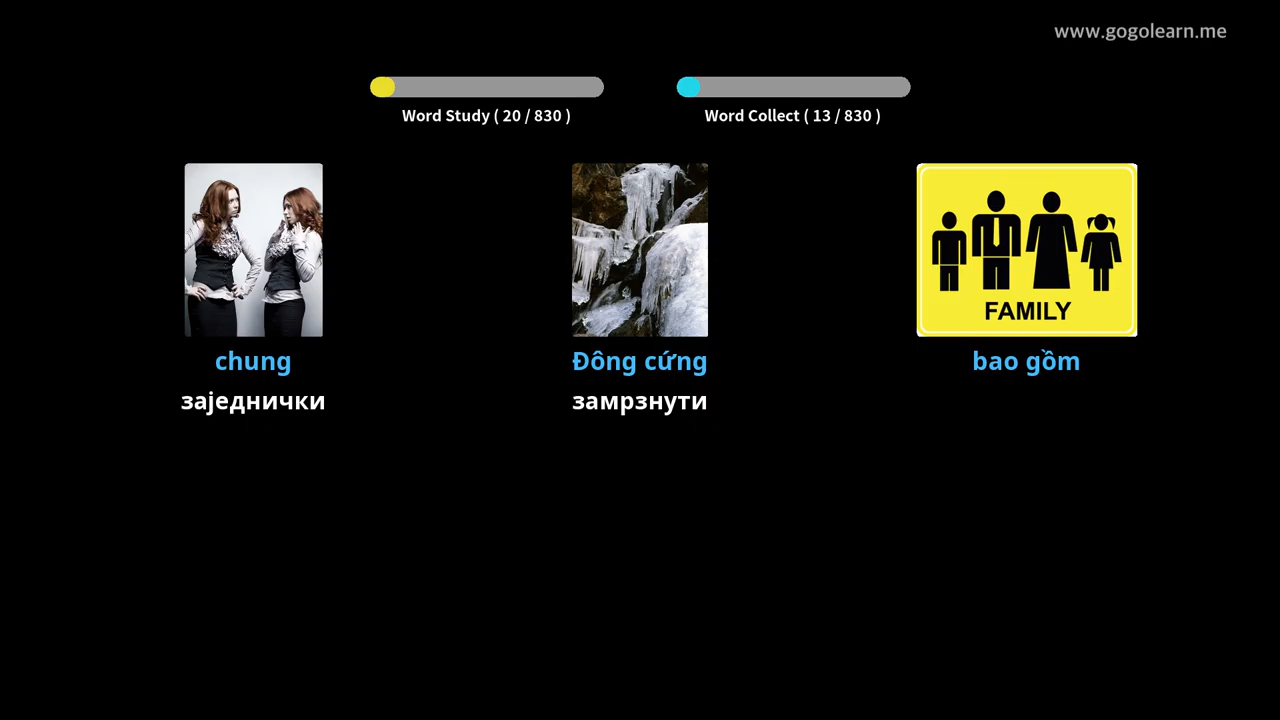 www.gogolearn.me
Word Study ( 20 / 830 )
Word Collect ( 13 / 830 )
FAMILY
chung
Đông cứng
bao gồm
заједнички
замрзнути